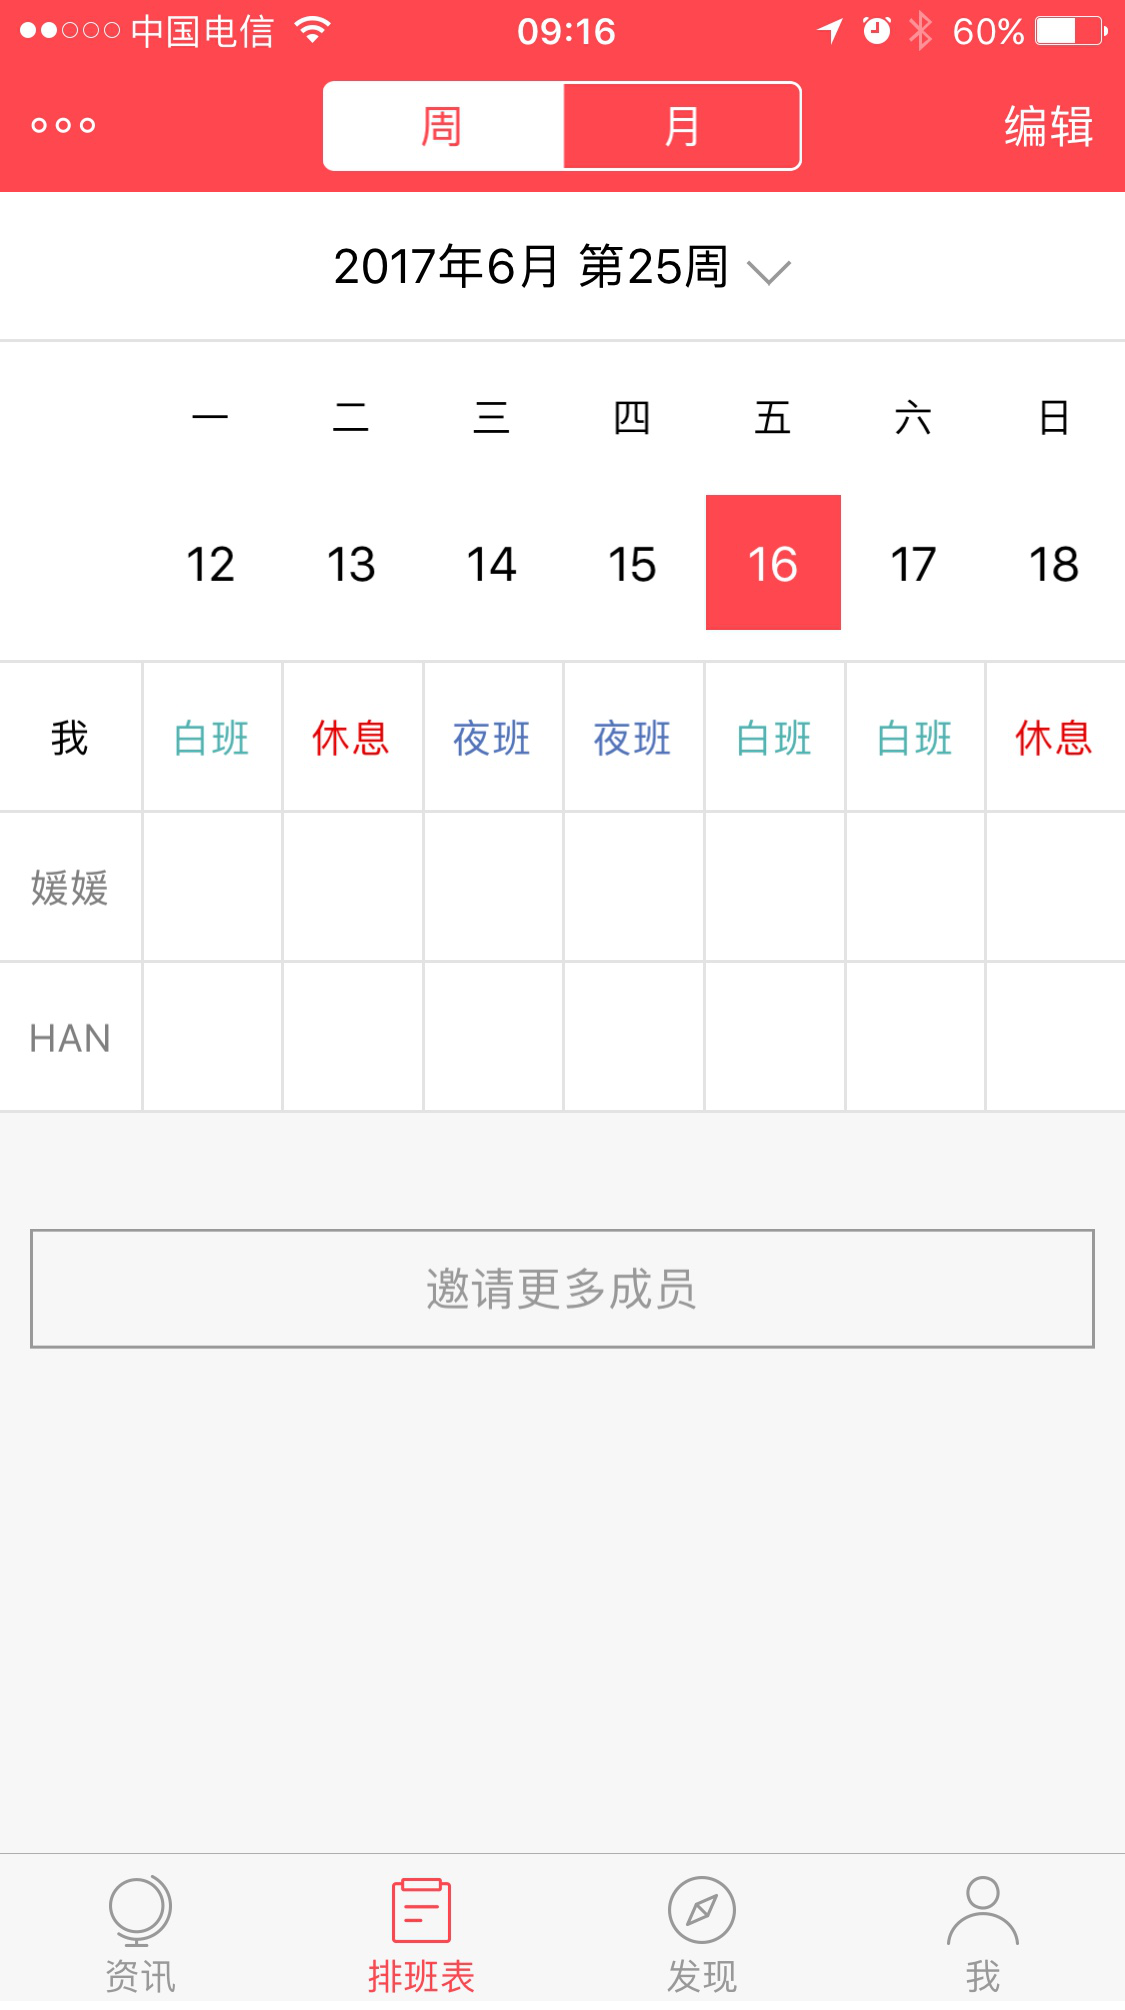 中国电信 09:16 60%
周 月 编辑
2017年6月 第25周
一 二 三 四 五 六 日
12 13 14 15 16 17 18
我 白班 休息 夜班 夜班 白班 白班 休息
媛媛
HAN
邀请更多成员
资讯 排班表 发现 我